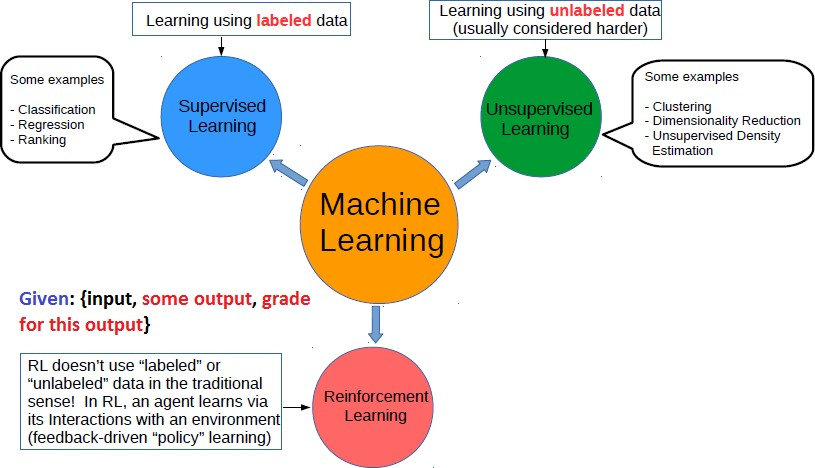 Learning using labeled data
Learning using unlabeled data
(usually considered harder)
Some examples
- Classification
- Regression
- Ranking
Supervised
Learning
Unsupervised
Learning
Some examples
- Clustering
- Dimensionality Reduction
- Unsupervised Density
Estimation
Machine
Learning
Given: {input, some output, grade
for this output}
RL doesn’t use “labeled” or
“unlabeled” data in the traditional
sense! In RL, an agent learns via
its Interactions with an environment
(feedback-driven “policy” learning)
Reinforcement
Learning